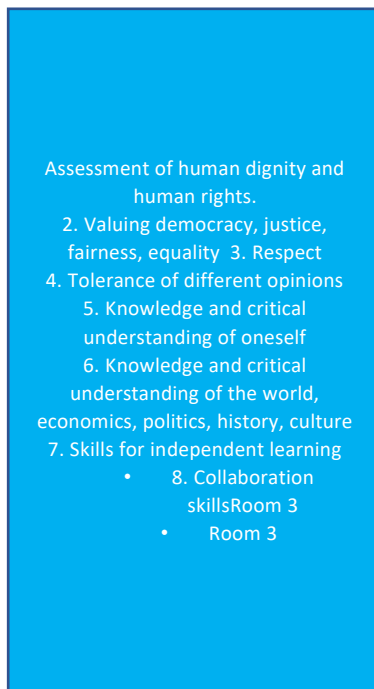 Assessment of human dignity and
human rights.
2. Valuing democracy, justice,
fairness, equality  3. Respect
4. Tolerance of different opinions
5. Knowledge and critical
understanding of oneself
6. Knowledge and critical
understanding of the world,
economics, politics, history, culture
7. Skills for independent learning
• 8. Collaboration
skillsRoom 3
• Room 3